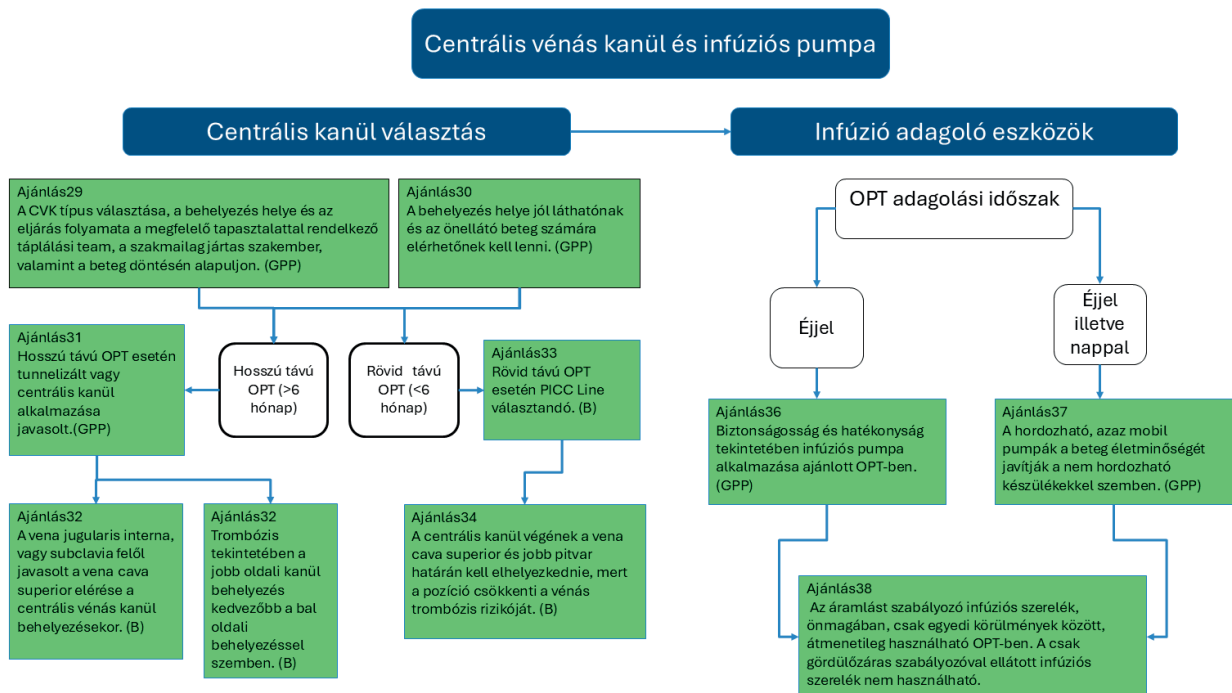 Centrális vénás kanül és infúziós pumpa
Centrális kanül választás
Infúzió adagoló eszközök
Ajánlás29
A CVK típus választása, a behelyezés helye és az
eljárás folyamata a megfelelő tapasztalattal rendelkező
táplálási team, a szakmailag jártas szakember,
valamint a beteg döntésén alapuljon. (GPP)
Ajánlás30
A behelyezés helye jól láthatónak
és az önellátó beteg számára
elérhetőnek kell lenni. (GPP)
OPT adagolási időszak
Ajánlás31
Hosszú távú OPT esetén
tunnelizált vagy
centrális kanül
alkalmazása
javasolt.(GPP)
Hosszú távú
OPT (>6
hónap)
Rövid távú
OPT (<6
hónap)
Ajánlás33
Rövid távú OPT
esetén PICC Line
választandó. (B)
Éjjel
Éjjel
illetve
nappal
Ajánlás32
A vena jugularis interna,
vagy subclavia felől
javasolt a vena cava
superior elérése a
centrális vénás kanül
behelyezésekor. (B)
Ajánlás32
Trombózis
tekintetében a
jobb oldali kanül
behelyezés
kedvezőbb a bal
oldali
behelyezéssel
szemben. (B)
Ajánlás34
A centrális kanül végének a vena
cava superior és jobb pitvar
határán kell elhelyezkednie, mert
a pozíció csökkenti a vénás
trombózis rizikóját. (B)
Ajánlás36
Biztonságosság és hatékonyság
tekintetében infúziós pumpa
alkalmazása ajánlott OPT-ben.
(GPP)
Ajánlás37
A hordozható, azaz mobil
pumpák a beteg életminőségét
javítják a nem hordozható
készülékekkel szemben. (GPP)
Ajánlás38
Az áramlást szabályozó infúziós szerelék,
önmagában, csak egyedi körülmények között,
átmenetileg használható OPT-ben. A csak
gördülőzáras szabályozóval ellátott infúziós
szerelék nem használható.